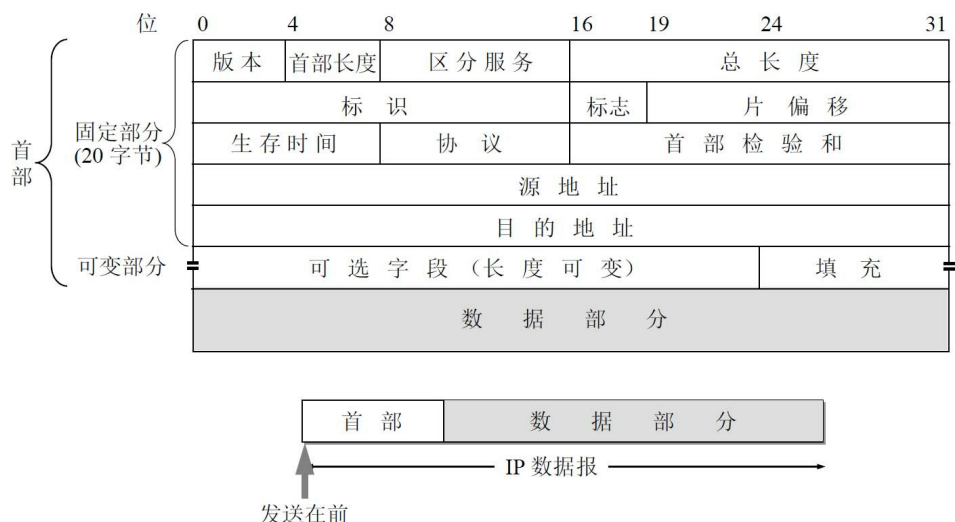 位 0 4 8 16 19 24 31
版本 首部长度 区分服务 总长度
标识 标志 片偏移
首部 固定部分
(20 字节)
生存时间 协议 首部检验和
源地址
目的地址
可变部分 可选字段（长度可变） 填充
数据部分
首部 数据部分
IP 数据报
发送在前